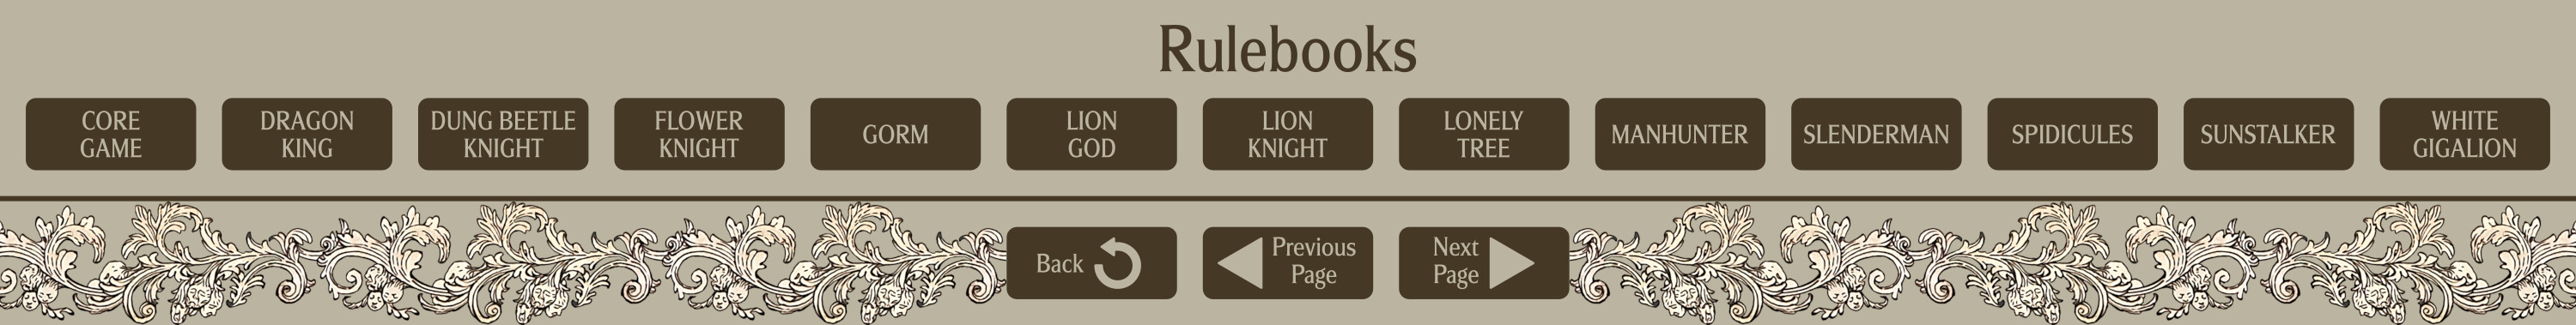 Rulebooks
CORE
GAME
DRAGON
KING
DUNG BEETLE
KNIGHT
FLOWER
KNIGHT
GORM
LION
GOD
LION
KNIGHT
LONELY
TREE
MANHUNTER
SLENDERMAN
SPIDICULES
SUNSTALKER
WHITE
GIGALION
Back
Previous
Page
Next
Page